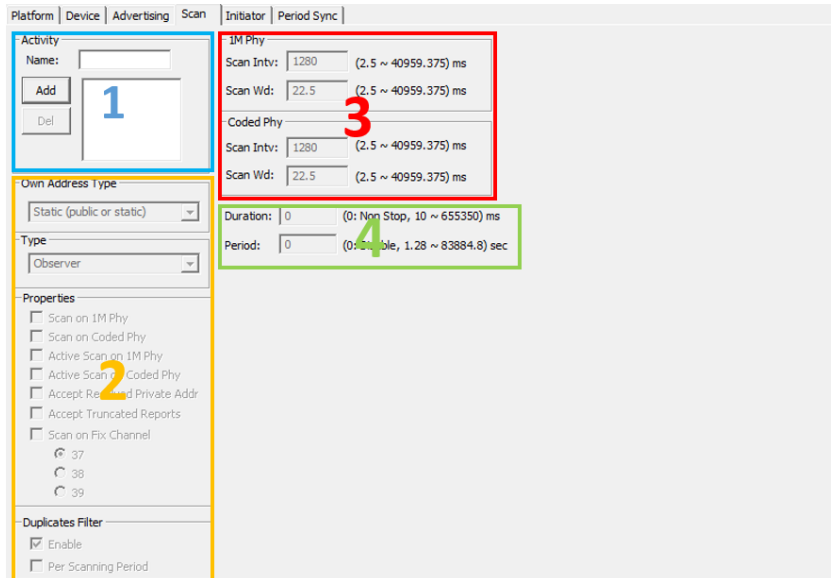 Platform Device Advertising Scan Initiator Period Sync
Activity
Name:
Add
Del
1
Own Address Type
Static (public or static)
Type
Observer
Properties
Scan on 1M Phy
Scan on Coded Phy
Active Scan on 1M Phy
Active Scan on Coded Phy
Accept Resolved Private Addr
Accept Truncated Reports
Scan on Fix Channel
37
38
39
2
Duplicates Filter
Enable
Per Scanning Period
1M Phy
Scan Intv: 1280 (2.5 ~ 40959.375) ms
Scan Wd: 22.5 (2.5 ~ 40959.375) ms
3
Coded Phy
Scan Intv: 1280 (2.5 ~ 40959.375) ms
Scan Wd: 22.5 (2.5 ~ 40959.375) ms
Duration: 0 (0: Non Stop, 10 ~ 655350) ms
Period: 0 (0: 1.28 ~ 83884.8) sec
4